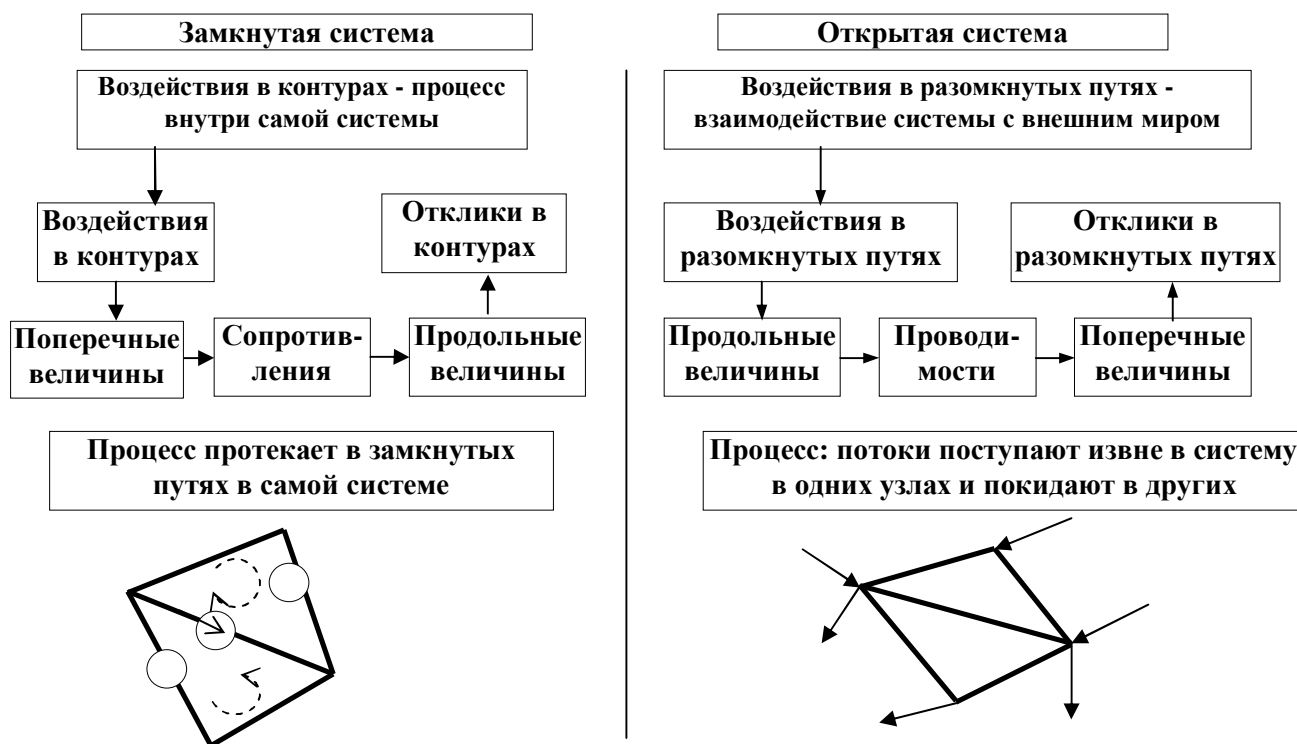 Замкнутая система
Воздействия в контурах - процесс
внутри самой системы
Воздействия
в контурах
Отклики в
контурах
Поперечные
величины
Сопротив-
ления
Продольные
величины
Процесс протекает в замкнутых
путях в самой системе
Открытая система
Воздействия в разомкнутых путях -
взаимодействие системы с внешним миром
Воздействия в
разомкнутых путях
Отклики в
разомкнутых путях
Продольные
величины
Проводи-
мости
Поперечные
величины
Процесс: потоки поступают извне в систему
в одних узлах и покидают в других